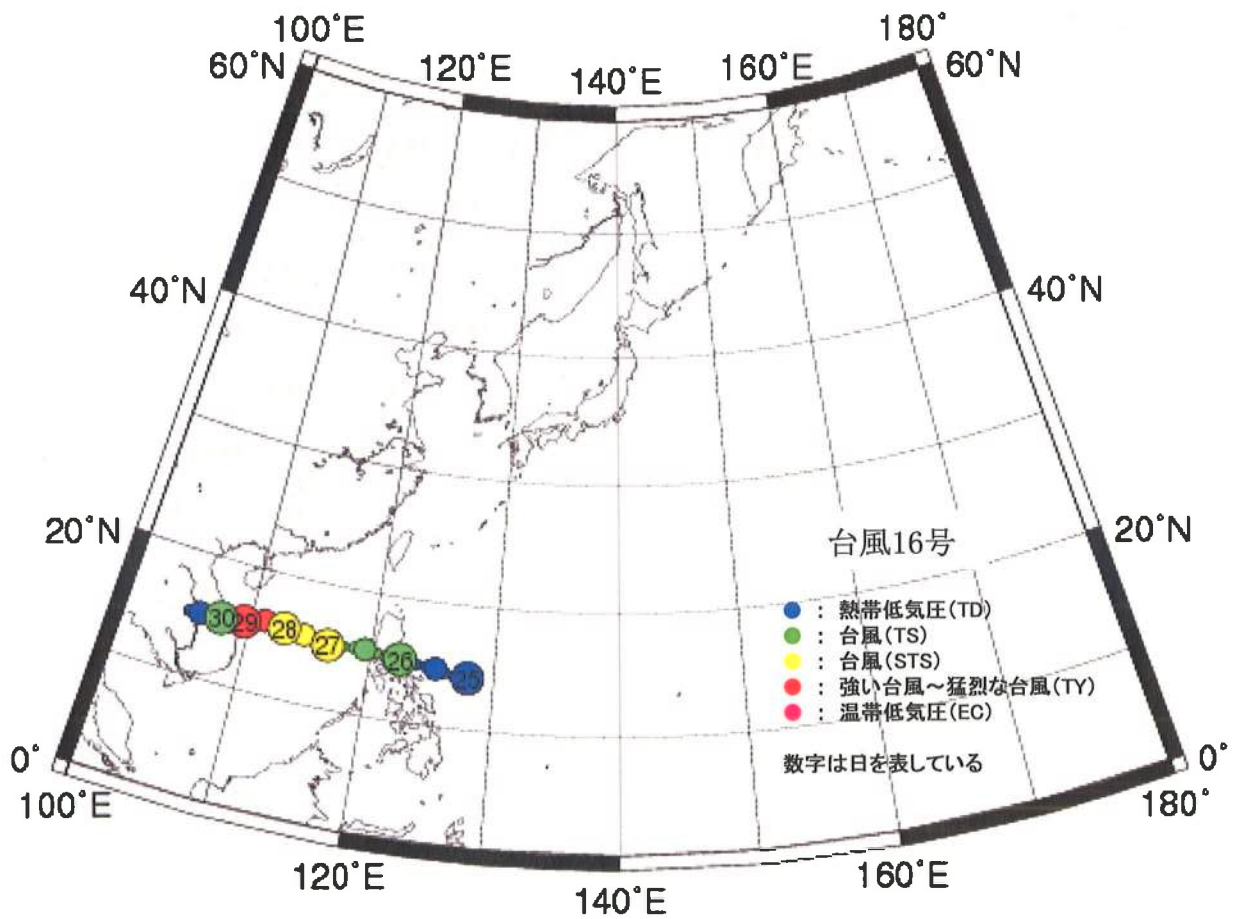 100°E
180°
60°N
120°E
140°E
160°E
60°N
40°N
40°N
20°N
20°N
台風16号
● : 熱帯低気圧(TD)
● : 台風(TS)
● : 台風(STS)
● : 強い台風～猛烈な台風(TY)
● : 温帯低気圧(EC)
数字は日を表している
30
29
28
27
26
25
0°
0°
100°E
180°
120°E
160°E
140°E